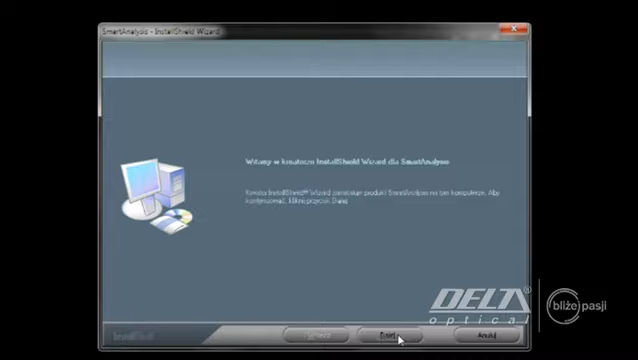 SmartAnalysis - InstallShield Wizard
Witamy w kreatorze InstallShield Wizard dla SmartAnalysis
Kreator InstallShield® Wizard zainstaluje produkt SmartAnalysis na tym komputerze. Aby
kontynuować, kliknij przycisk Dalej.
DELTA®
optical
bliżej pasji
InstallShield
Dalej
Anuluj